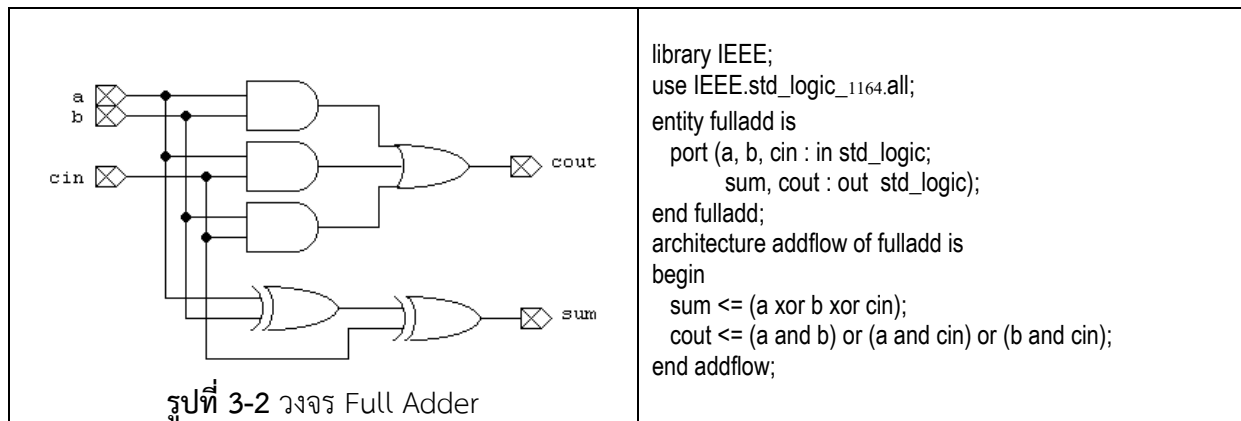 a
b
cin
cout
sum
รูปที่ 3-2 วงจร Full Adder
library IEEE;
use IEEE.std_logic_1164.all;
entity fulladd is
port (a, b, cin : in std_logic;
sum, cout : out std_logic);
end fulladd;
architecture addflow of fulladd is
begin
sum <= (a xor b xor cin);
cout <= (a and b) or (a and cin) or (b and cin);
end addflow;